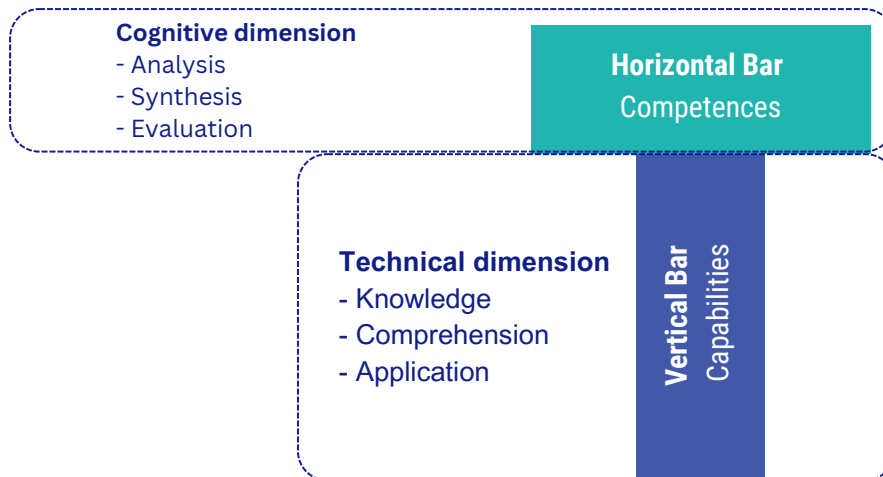 Cognitive dimension
- Analysis
- Synthesis
- Evaluation
Horizontal Bar
Competences
Technical dimension
- Knowledge
- Comprehension
- Application
Vertical Bar
Capabilities